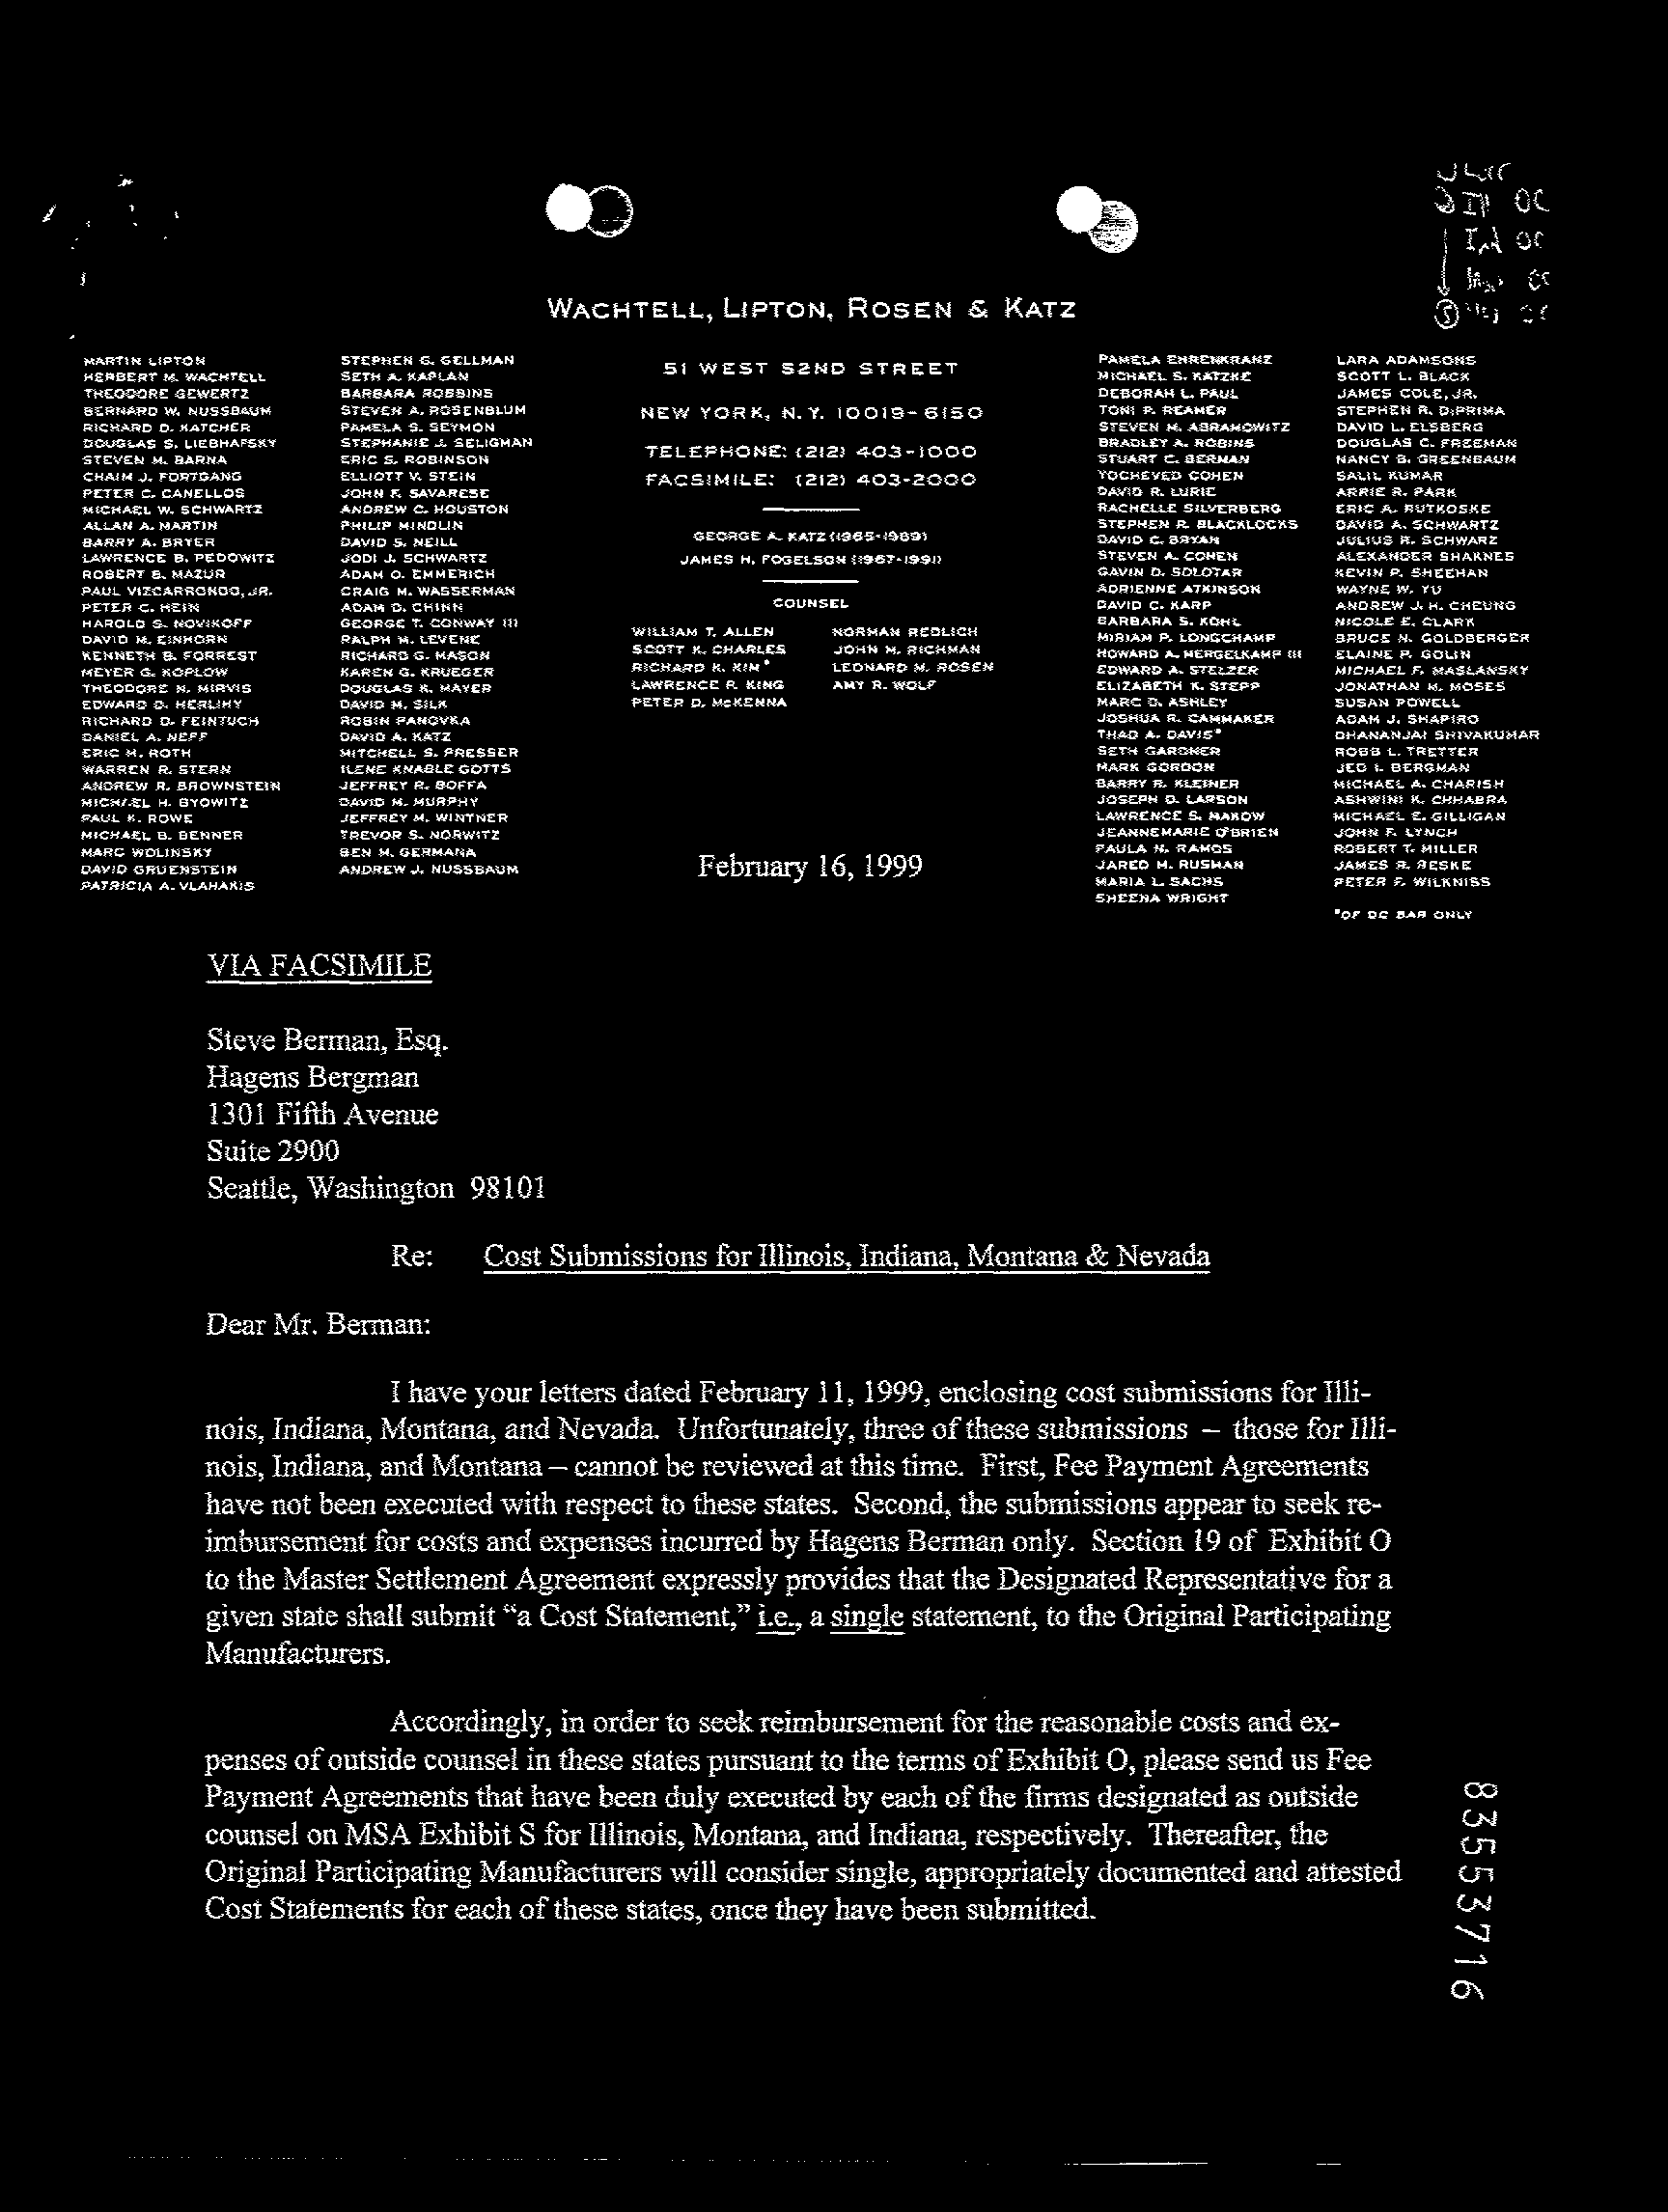 WACHTELL, LIPTON, ROSEN & KATZ
MARTIN LIPTON
HERBERT M. WACHTELL
THEODORE GEWERTZ
BERNARD W. NUSSBAUM
RICHARD D. KATCHER
DOUGLAS S. LIEBHAFSKY
STEVEN M. BARNA
CHAIM J. FORTGANG
PETER C. CANELLOS
MICHAEL W. SCHWARTZ
ALLAN A. MARTIN
BARRY A. BRYER
LAWRENCE B. PEDOWITZ
ROBERT B. MAZUR
PAUL VIZCARRONDO, JR.
PETER C. HEIN
HAROLD S. NOVIKOFF
DAVID M. EINHORN
KENNETH B. FORREST
MEYER G. KOPLOW
THEODORE N. MIRVIS
EDWARD D. HERLIHY
RICHARD D. FEINTUCH
DANIEL A. NEFF
ERIC M. ROTH
WARREN R. STERN
ANDREW R. BROWNSTEIN
MICHAEL H. BYOWITZ
PAUL K. ROWE
MICHAEL B. BENNER
MARC WOLINSKY
DAVID GRUENSTEIN
PATRICIA A. VLAHAKIS
STEPHEN G. GELLMAN
SETH A. KAPLAN
BARBARA ROBBINS
STEVEN A. ROSENBLUM
PAMELA S. SEYMON
STEPHANIE J. SELIGMAN
ERIC S. ROBINSON
ELLIOTT V. STEIN
JOHN F. SAVARESE
ANDREW C. HOUSTON
PHILIP MINDLIN
DAVID S. NEILL
JODI J. SCHWARTZ
ADAM O. EMMERICH
CRAIG M. WASSERMAN
ADAM D. CHINN
GEORGE T. CONWAY III
RALPH M. LEVENE
RICHARD G. MASON
KAREN G. KRUEGER
DOUGLAS K. MAYER
DAVID M. SILK
ROBIN PANOVKA
DAVID A. KATZ
MITCHELL S. PRESSER
ILENE KNABLE GOTTS
JEFFREY R. BOFFA
DAVID M. MURPHY
JEFFREY M. WINTNER
TREVOR S. NORWITZ
BEN M. GERMANA
ANDREW J. NUSSBAUM
51 WEST 52ND STREET
NEW YORK, N.Y. 10019-6150
TELEPHONE: (212) 403-1000
FACSIMILE: (212) 403-2000
GEORGE A. KATZ (1965-1989)
JAMES H. FOGELSON (1967-1991)
COUNSEL
WILLIAM T. ALLEN
SCOTT K. CHARLES
RICHARD K. KIM*
LAWRENCE P. KING
PETER D. McKENNA
NORMAN REDLICH
JOHN M. RICHMAN
LEONARD M. ROSEN
AMY R. WOLF
PAMELA EHRENKRANZ
MICHAEL S. KATZKE
DEBORAH L. PAUL
TONI P. REAMER
STEVEN M. ABRAMOWITZ
BRADLEY A. ROBINS
STUART C. BERMAN
YOCHEVED COHEN
DAVID R. LURIE
RACHELLE SILVERBERG
STEPHEN R. BLACKLOCKS
DAVID C. BRYAN
STEVEN A. COHEN
GAVIN D. SOLOTAR
ADRIENNE ATKINSON
DAVID C. KARP
BARBARA S. KOHL
MIRIAM P. LONGCHAMP
HOWARD A. MERGELKAMP III
EDWARD A. STELZER
ELIZABETH K. STEPP
MARC D. ASHLEY
JOSHUA R. CAMMAKER
THAD A. DAVIS*
SETH GARDNER
MARK GORDON
BARRY R. KLEINER
JOSEPH D. LARSON
LAWRENCE S. MAKOW
JEANNEMARIE O'BRIEN
PAULA N. RAMOS
JARED M. RUSMAN
MARIA L. SACHS
SHEENA WRIGHT
LARA ADAMSONS
SCOTT L. BLACK
JAMES COLE, JR.
STEPHEN R. DiPRIMA
DAVID L. ELSBERG
DOUGLAS C. FREEMAN
NANCY B. GREENBAUM
SALIL KUMAR
ARRIE R. PARK
ERIC A. RUTKOSKE
DAVID A. SCHWARTZ
JULIUS R. SCHWARZ
ALEXANDER SHAKNES
KEVIN P. SHEEHAN
WAYNE W. YU
ANDREW J. H. CHEUNG
NICOLE E. CLARK
BRUCE N. GOLDBERGER
ELAINE P. GOLIN
MICHAEL F. MASLANSKY
JONATHAN M. MOSES
SUSAN POWELL
ADAM J. SHAPIRO
DHANANJAI SHIVAKUMAR
ROBB L. TRETTER
JED I. BERGMAN
MICHAEL A. CHARISH
ASHWINI K. CHHABRA
MICHAEL E. GILLIGAN
JOHN F. LYNCH
ROBERT T. MILLER
JAMES R. RESKE
PETER F. WILKNISS
*OF DC BAR ONLY
February 16, 1999
VIA FACSIMILE
Steve Berman, Esq.
Hagens Bergman
1301 Fifth Avenue
Suite 2900
Seattle, Washington 98101
Re: Cost Submissions for Illinois, Indiana, Montana & Nevada
Dear Mr. Berman:
I have your letters dated February 11, 1999, enclosing cost submissions for Illi-
nois, Indiana, Montana, and Nevada. Unfortunately, three of these submissions – those for Illi-
nois, Indiana, and Montana – cannot be reviewed at this time. First, Fee Payment Agreements
have not been executed with respect to these states. Second, the submissions appear to seek re-
imbursement for costs and expenses incurred by Hagens Berman only. Section 19 of Exhibit O
to the Master Settlement Agreement expressly provides that the Designated Representative for a
given state shall submit “a Cost Statement,” i.e., a single statement, to the Original Participating
Manufacturers.
Accordingly, in order to seek reimbursement for the reasonable costs and ex-
penses of outside counsel in these states pursuant to the terms of Exhibit O, please send us Fee
Payment Agreements that have been duly executed by each of the firms designated as outside
counsel on MSA Exhibit S for Illinois, Montana, and Indiana, respectively. Thereafter, the
Original Participating Manufacturers will consider single, appropriately documented and attested
Cost Statements for each of these states, once they have been submitted.
83553716